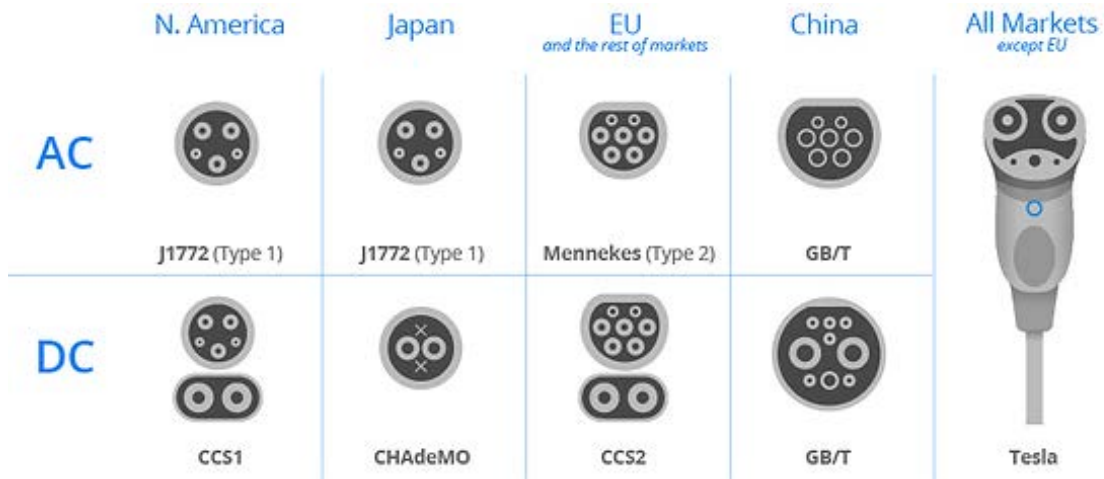 N. America
Japan
EU
and the rest of markets
China
All Markets
except EU
AC
J1772 (Type 1)
J1772 (Type 1)
Mennekes (Type 2)
GB/T
DC
CCS1
CHAdeMO
CCS2
GB/T
Tesla